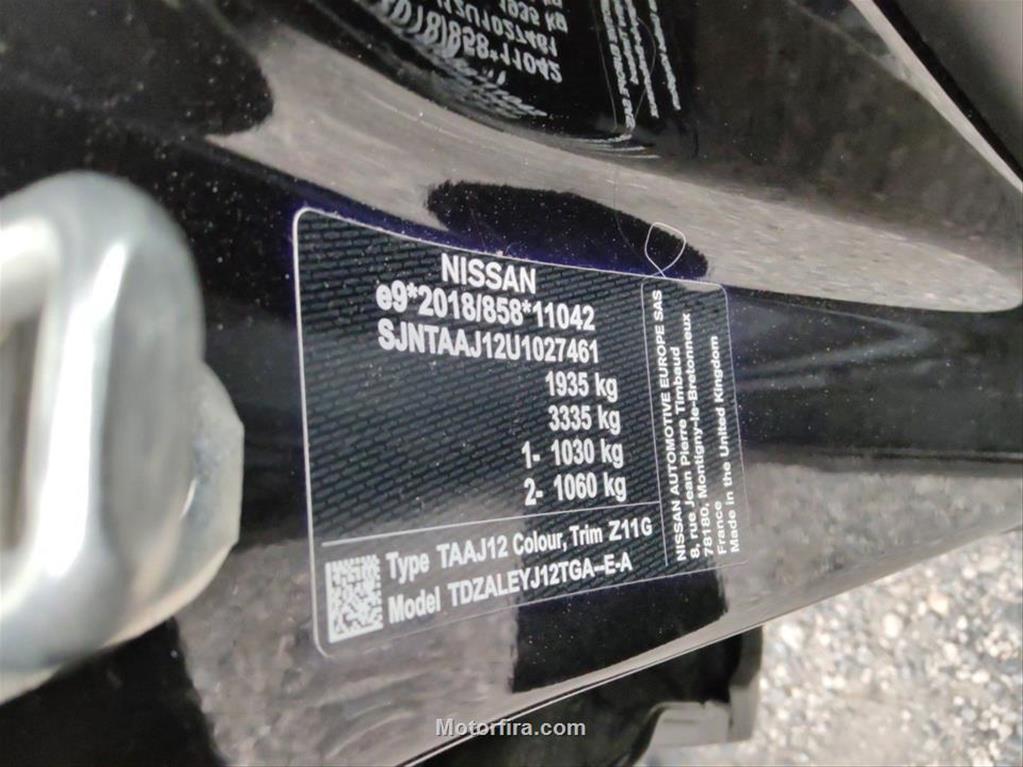 NISSAN
e9*2018/858*11042
SJNTAAJ12U1027461
1935 kg
3335 kg
1- 1030 kg
2- 1060 kg
Type TAAJ12 Colour, Trim Z11G
Model TDZALEYJ12TGA-E-A
NISSAN AUTOMOTIVE EUROPE SAS
8, rue Jean Pierre Timbaud
78180, Montigny-le-Bretonneux
France
Made in the United Kingdom
Motorfira.com